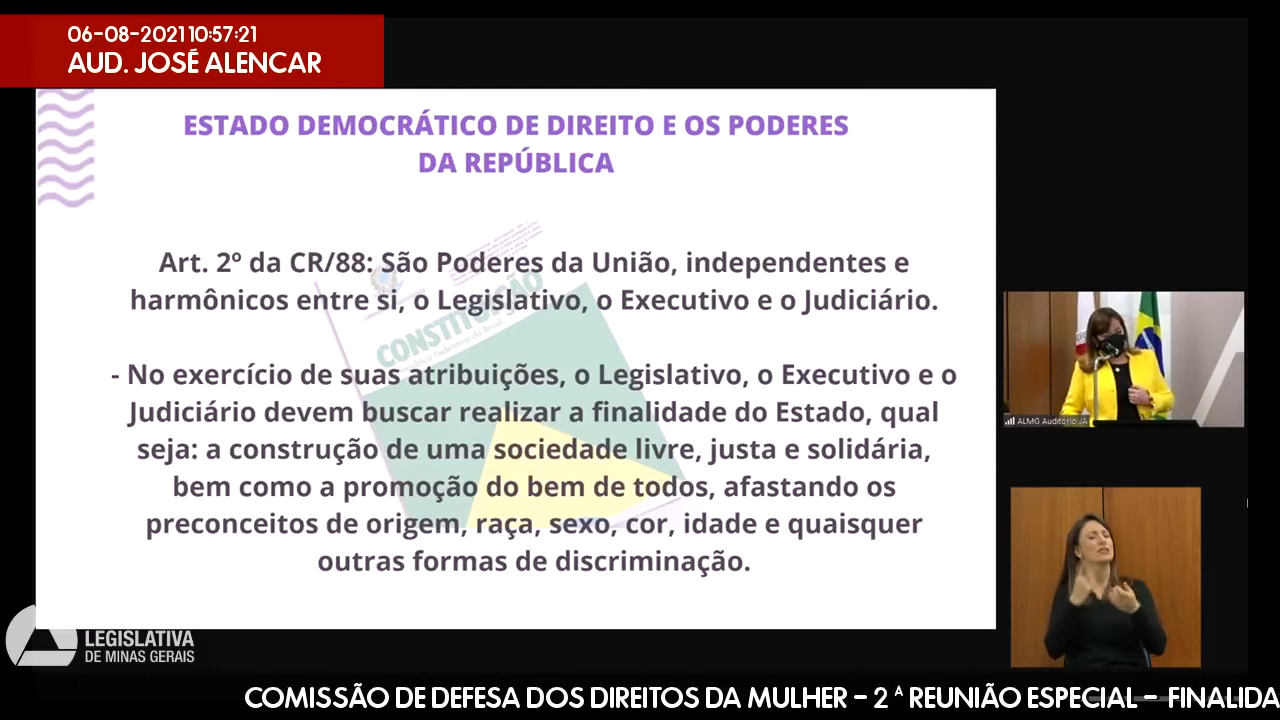 06-08-2021 10:57:21
AUD. JOSÉ ALENCAR
ESTADO DEMOCRÁTICO DE DIREITO E OS PODERES
DA REPÚBLICA
Art. 2º da CR/88: São Poderes da União, independentes e
harmônicos entre si, o Legislativo, o Executivo e o Judiciário.
- No exercício de suas atribuições, o Legislativo, o Executivo e o
Judiciário devem buscar realizar a finalidade do Estado, qual
seja: a construção de uma sociedade livre, justa e solidária,
bem como a promoção do bem de todos, afastando os
preconceitos de origem, raça, sexo, cor, idade e quaisquer
outras formas de discriminação.
CONSTITUIÇÃO
ALMG Auditório JA
LEGISLATIVA
DE MINAS GERAIS
COMISSÃO DE DEFESA DOS DIREITOS DA MULHER - 2 ª REUNIÃO ESPECIAL - FINALIDA